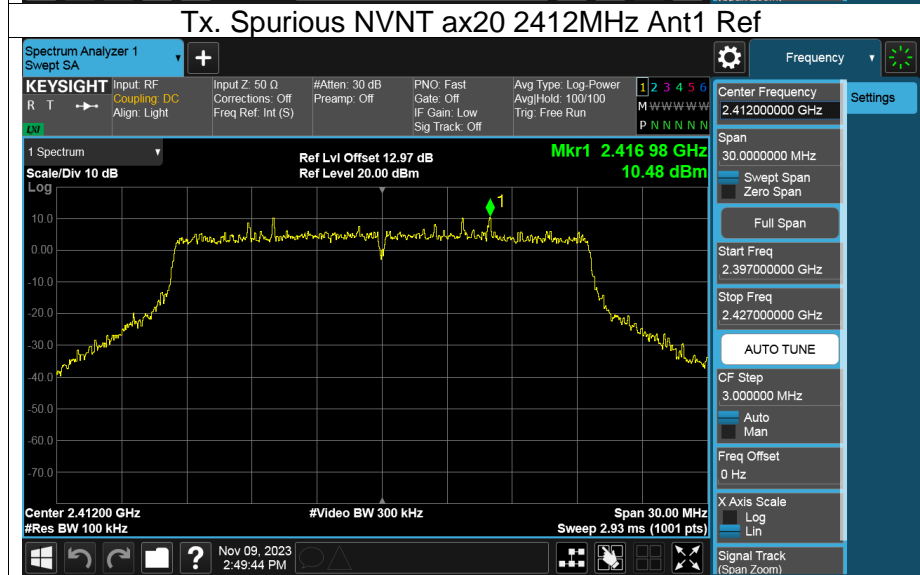 Tx. Spurious NVNT ax20 2412MHz Ant1 Ref
Spectrum Analyzer 1
Swept SA
+
Frequency
KEYSIGHT
R T
LXI
Input: RF
Coupling: DC
Align: Light
Input Z: 50 Ω
Corrections: Off
Freq Ref: Int (S)
#Atten: 30 dB
Preamp: Off
PNO: Fast
Gate: Off
IF Gain: Low
Sig Track: Off
Avg Type: Log-Power
Avg|Hold: 100/100
Trig: Free Run
1 2 3 4 5 6
M W W W W W
P N N N N N
1 Spectrum
Scale/Div 10 dB
Ref Lvl Offset 12.97 dB
Ref Level 20.00 dBm
Mkr1 2.416 98 GHz
10.48 dBm
Log
1
10.0
0.00
-10.0
-20.0
-30.0
-40.0
-50.0
-60.0
-70.0
Center 2.41200 GHz
#Res BW 100 kHz
#Video BW 300 kHz
Span 30.00 MHz
Sweep 2.93 ms (1001 pts)
?
Nov 09, 2023
2:49:44 PM
Center Frequency
2.412000000 GHz
Settings
Span
30.0000000 MHz
Swept Span
Zero Span
Full Span
Start Freq
2.397000000 GHz
Stop Freq
2.427000000 GHz
AUTO TUNE
CF Step
3.000000 MHz
Auto
Man
Freq Offset
0 Hz
X Axis Scale
Log
Lin
Signal Track
(Span Zoom)